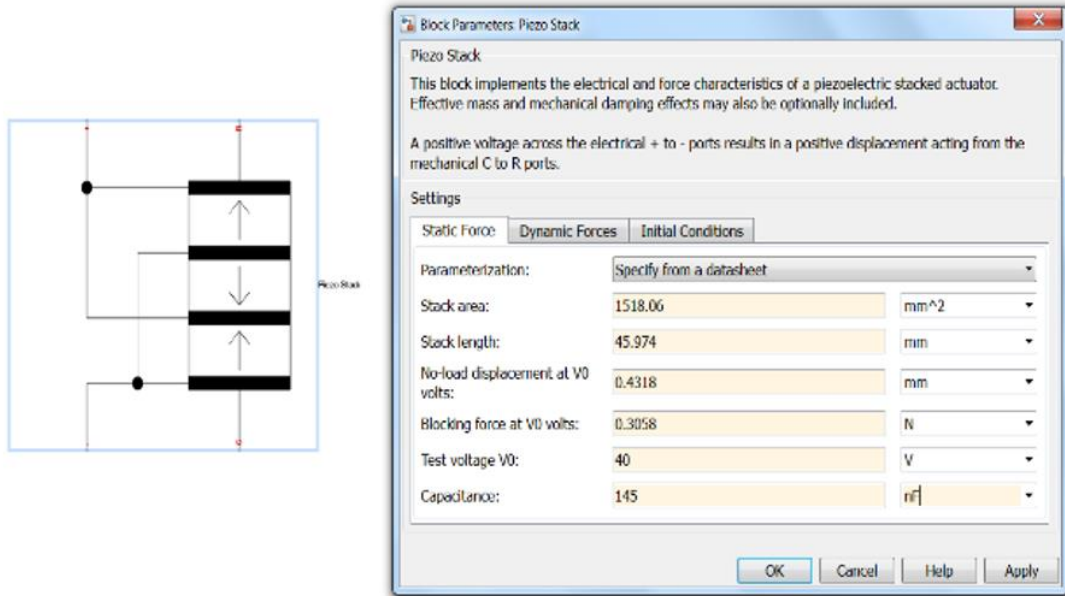 Block Parameters: Piezo Stack
Piezo Stack
This block implements the electrical and force characteristics of a piezoelectric stacked actuator.
Effective mass and mechanical damping effects may also be optionally included.
A positive voltage across the electrical + to - ports results in a positive displacement acting from the
mechanical C to R ports.
Settings
Static Force Dynamic Forces Initial Conditions
Parameterization: Specify from a datasheet
Stack area: 1518.06 mm^2
Stack length: 45.974 mm
No-load displacement at V0
volts: 0.4318 mm
Blocking force at V0 volts: 0.3058 N
Test voltage V0: 40 V
Capacitance: 145 nF
OK Cancel Help Apply
Piezo Stack